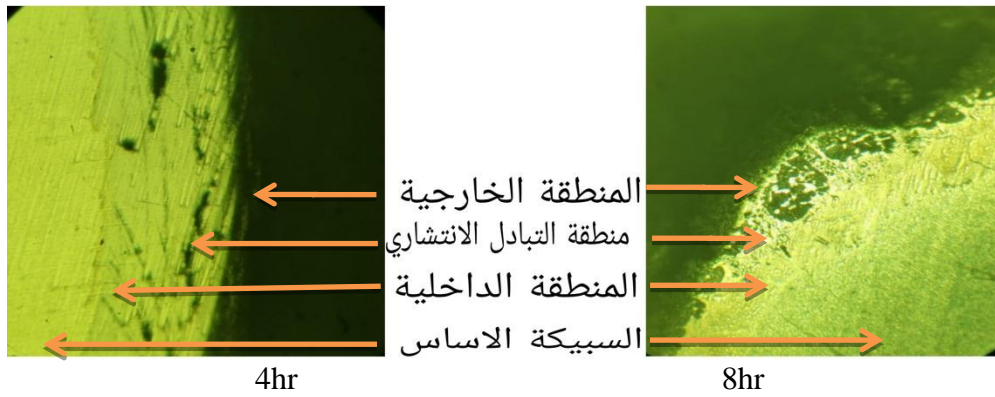 المنطقة الخارجية
منطقة التبادل الانتشاري
المنطقة الداخلية
السبيكة الاساس
4hr
8hr